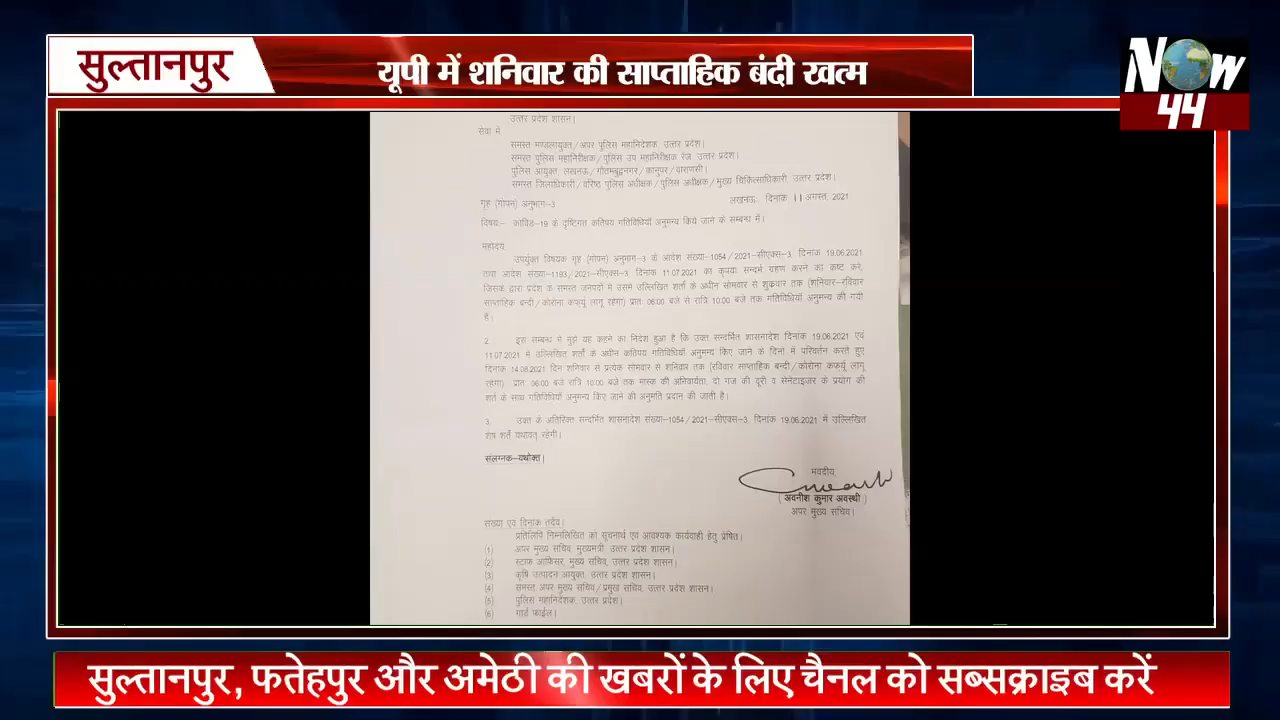 सुल्तानपुर
यूपी में शनिवार की साप्ताहिक बंदी खत्म
Now
44
उत्तर प्रदेश शासन।
सेवा में,
समस्त मण्डलायुक्त/अपर पुलिस महानिदेशक, उत्तर प्रदेश।
समस्त पुलिस महानिरीक्षक/पुलिस उप महानिरीक्षक रेंज, उत्तर प्रदेश।
पुलिस आयुक्त, लखनऊ/गौतमबुद्धनगर/कानपुर/वाराणसी।
समस्त जिलाधिकारी/वरिष्ठ पुलिस अधीक्षक/पुलिस अधीक्षक/मुख्य चिकित्साधिकारी, उत्तर प्रदेश।
गृह (गोपन) अनुभाग-3
लखनऊ, दिनांक 11 अगस्त, 2021
विषय:- कोविड-19 के दृष्टिगत कतिपय गतिविधियाँ अनुमन्य किये जाने के सम्बन्ध में।
महोदय,
उपर्युक्त विषयक गृह (गोपन) अनुभाग-3 के आदेश संख्या-1054/2021-सीएक्स-3, दिनांक 19.06.2021
तथा आदेश संख्या-1193/2021-सीएक्स-3, दिनांक 11.07.2021 का कृपया सन्दर्भ ग्रहण करने का कष्ट करे,
जिसके द्वारा प्रदेश के समस्त जनपदों में उसमें उल्लिखित शर्तों के अधीन सोमवार से शुक्रवार तक (शनिवार-रविवार
साप्ताहिक बन्दी/कोरोना कर्फ्यू लागू रहेगा) प्रातः 06:00 बजे से रात्रि 10:00 बजे तक गतिविधियाँ अनुमन्य की गयी
हैं।
2. इस सम्बन्ध में मुझे यह कहने का निदेश हुआ है कि उक्त सन्दर्भित शासनादेश दिनांक 19.06.2021 एवं
11.07.2021 में उल्लिखित शर्तों के अधीन कतिपय गतिविधियाँ अनुमन्य किए जाने के दिनों में परिवर्तन करते हुए
दिनांक 14.08.2021 दिन शनिवार से प्रत्येक सोमवार से शनिवार तक (रविवार साप्ताहिक बन्दी/कोरोना कर्फ्यू लागू
रहेगा) प्रातः 06:00 बजे रात्रि 10:00 बजे तक मास्क की अनिवार्यता, दो गज की दूरी व सेनेटाइजर के प्रयोग की
शर्त के साथ गतिविधियाँ अनुमन्य किए जाने की अनुमति प्रदान की जाती है।
3. उक्त के अतिरिक्त सन्दर्भित शासनादेश संख्या-1054/2021-सीएक्स-3, दिनांक 19.06.2021 में उल्लिखित
शेष शर्तें यथावत् रहेंगी।
संलग्नक-यथोक्त।
भवदीय,
(अवनीश कुमार अवस्थी)
अपर मुख्य सचिव।
संख्या एवं दिनांक तदैव।
प्रतिलिपि निम्नलिखित को सूचनार्थ एवं आवश्यक कार्यवाही हेतु प्रेषित।
(1) अपर मुख्य सचिव, मुख्यमंत्री, उत्तर प्रदेश शासन।
(2) स्टाफ आफिसर, मुख्य सचिव, उत्तर प्रदेश शासन।
(3) कृषि उत्पादन आयुक्त, उत्तर प्रदेश शासन।
(4) समस्त अपर मुख्य सचिव/प्रमुख सचिव, उत्तर प्रदेश शासन।
(5) पुलिस महानिदेशक, उत्तर प्रदेश।
(6) गार्ड फाईल।
सुल्तानपुर, फतेहपुर और अमेठी की खबरों के लिए चैनल को सब्सक्राइब करें